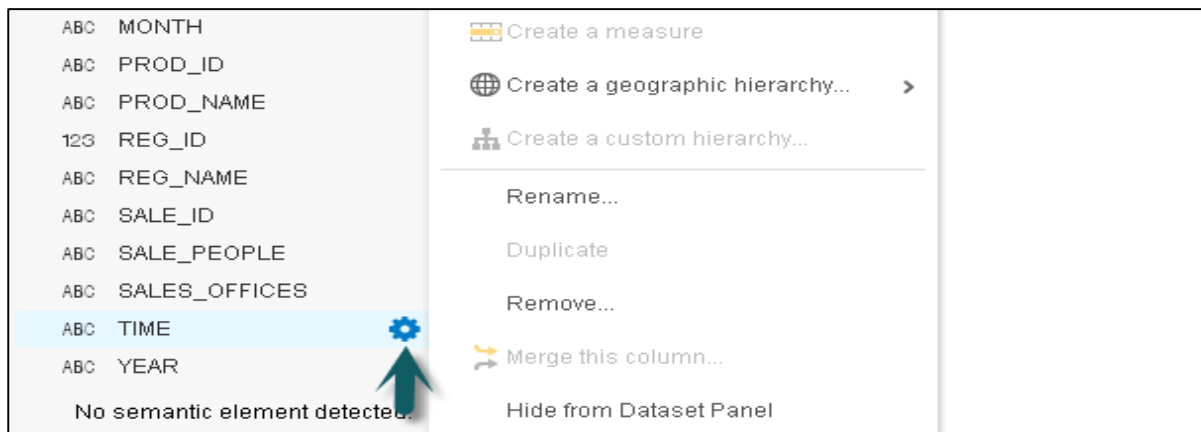 ABC MONTH
ABC PROD_ID
ABC PROD_NAME
123 REG_ID
ABC REG_NAME
ABC SALE_ID
ABC SALE_PEOPLE
ABC SALES_OFFICES
ABC TIME
ABC YEAR
No semantic element detected.
Create a measure
Create a geographic hierarchy...
Create a custom hierarchy...
Rename...
Duplicate
Remove...
Merge this column...
Hide from Dataset Panel